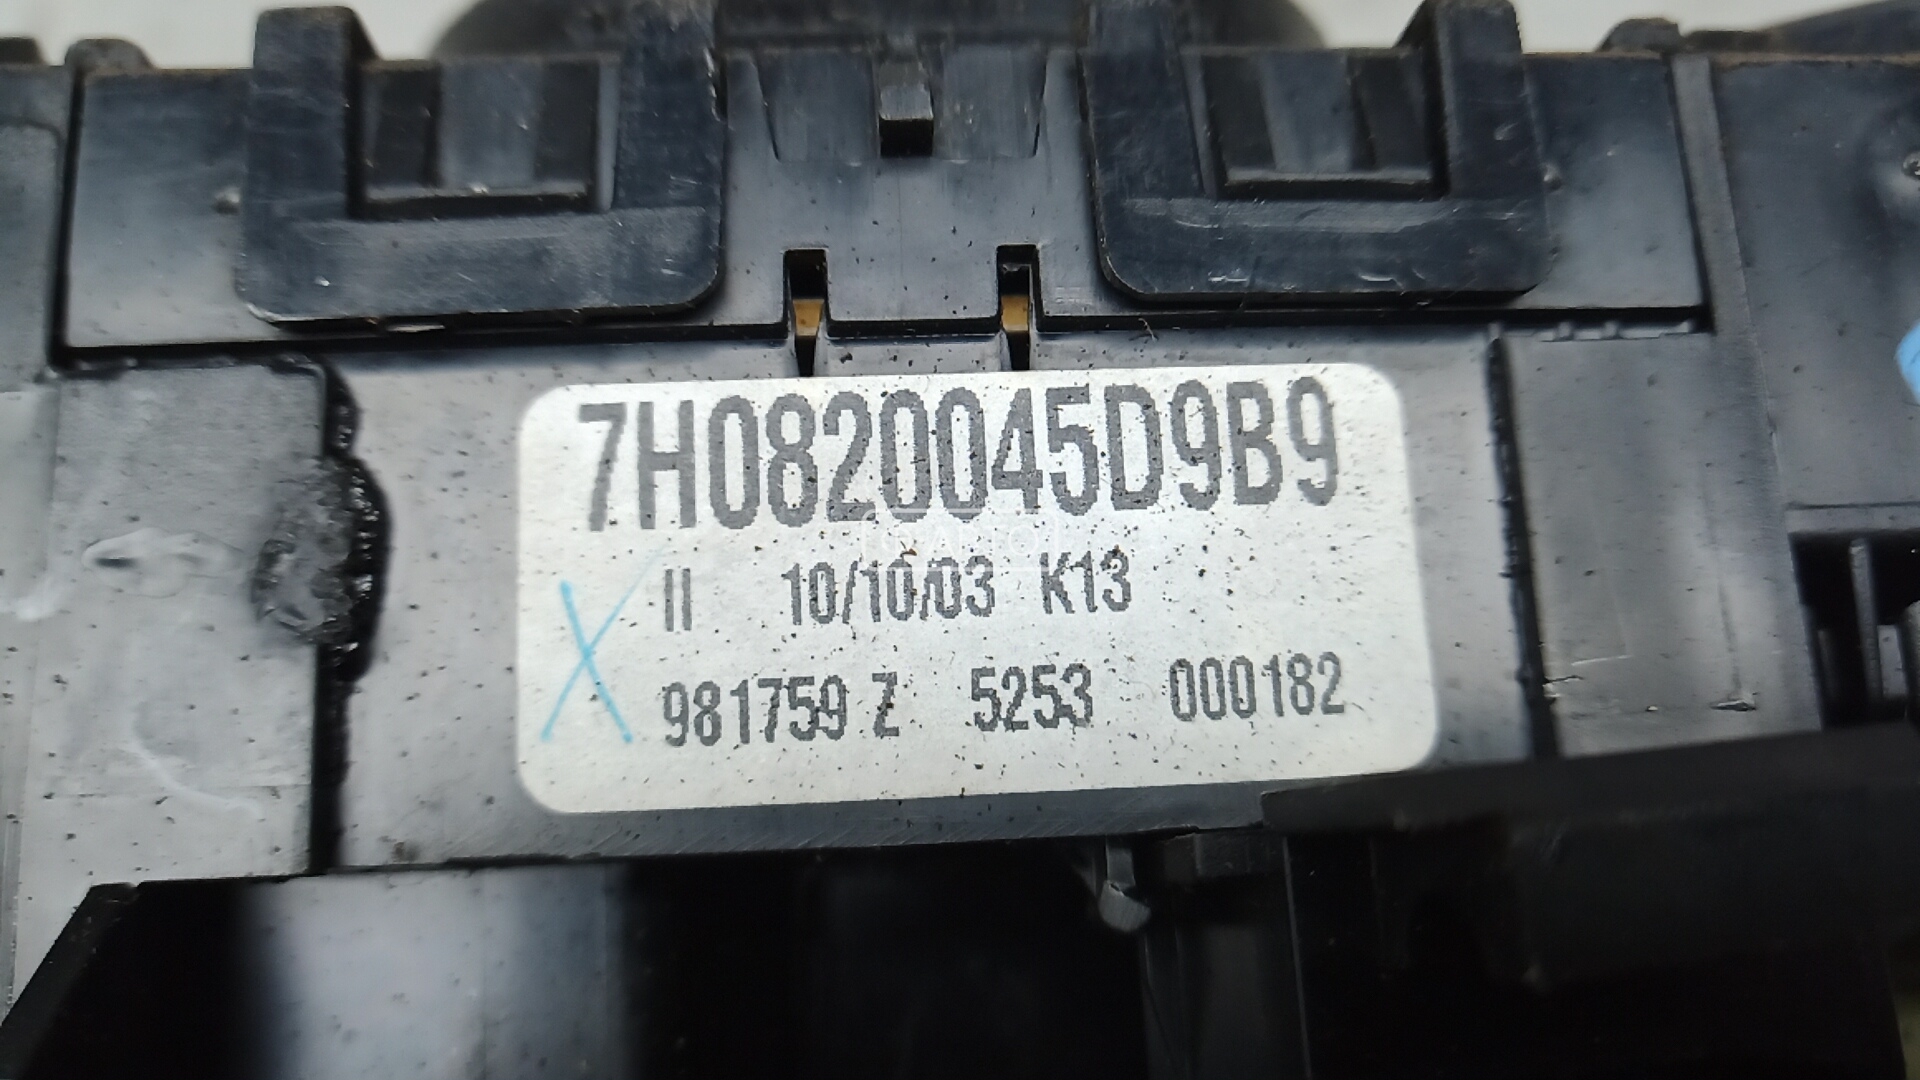 7H0820045D9B9
II 10/10/03 K13
981759 Z 5253 000182